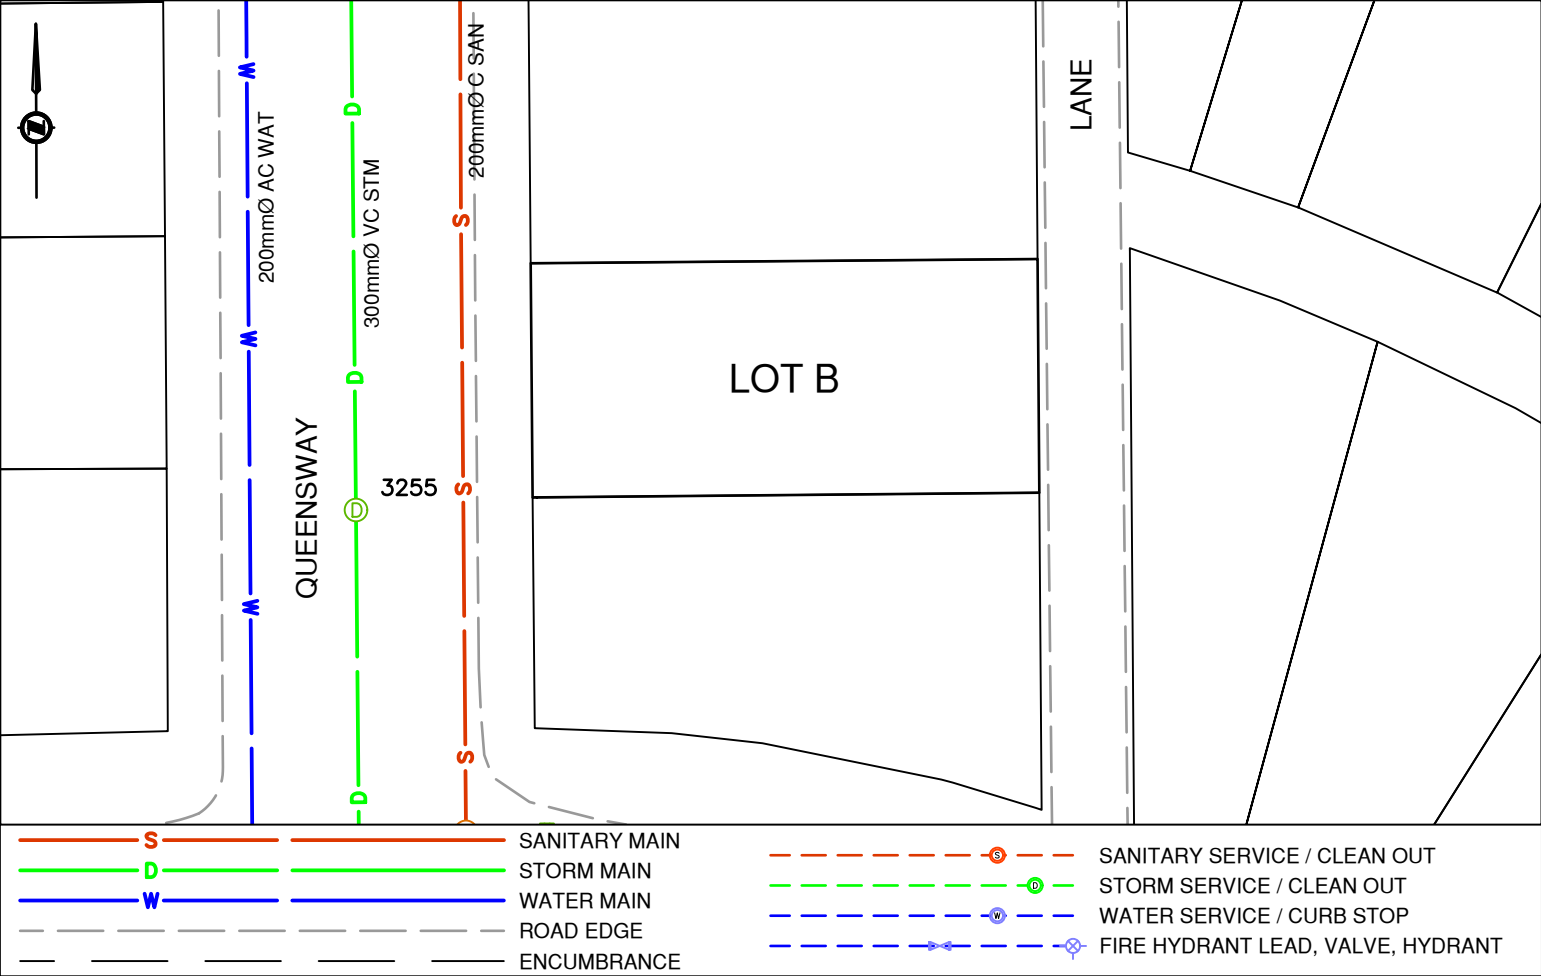 200mmØ AC WAT
300mmØ VC STM
200mmØ C SAN
LANE
W
W
W
D
D
D
D
S
S
S
LOT B
QUEENSWAY
3255
Z
S
SANITARY MAIN
D
STORM MAIN
W
WATER MAIN
ROAD EDGE
ENCUMBRANCE
S
SANITARY SERVICE / CLEAN OUT
D
STORM SERVICE / CLEAN OUT
W
WATER SERVICE / CURB STOP
FIRE HYDRANT LEAD, VALVE, HYDRANT